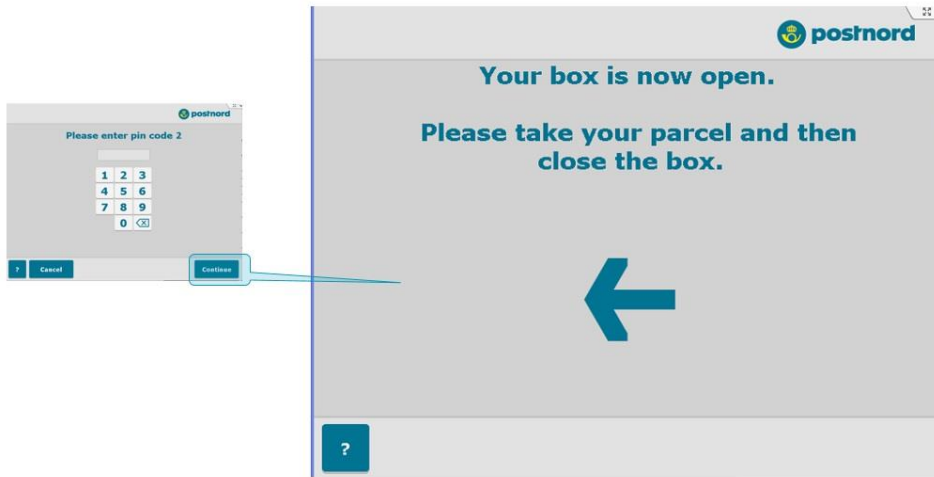 postnord
Please enter pin code 2
1 2 3
4 5 6
7 8 9
0
? Cancel Continue
postnord
Your box is now open.
Please take your parcel and then
close the box.
?